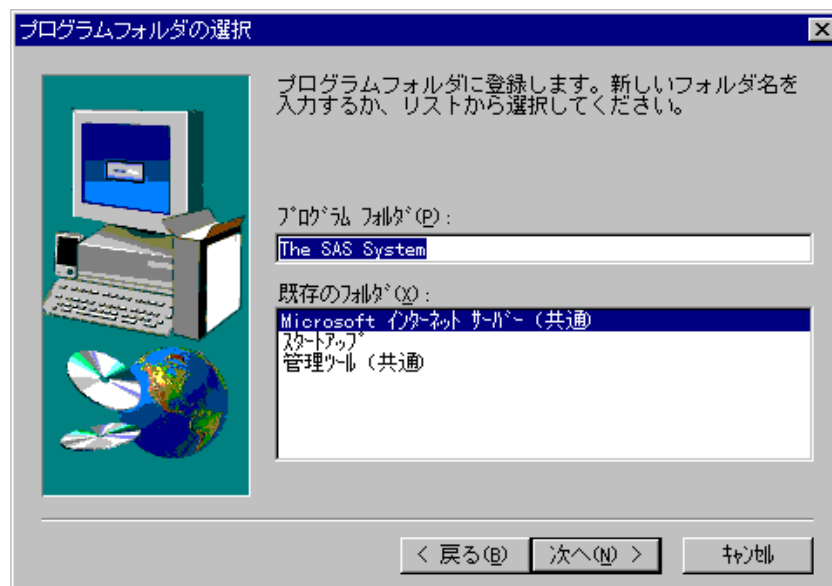 プログラムフォルダの選択
プログラムフォルダに登録します。新しいフォルダ名を
入力するか、リストから選択してください。
ﾌﾟﾛｸﾞﾗﾑ ﾌｫﾙﾀﾞ(P) :
The SAS System
既存のﾌｫﾙﾀﾞ(X) :
Microsoft ｲﾝﾀｰﾈｯﾄ ｻｰﾊﾞｰ (共通)
ｽﾀｰﾄｱｯﾌﾟ
管理ﾂｰﾙ (共通)
< 戻る(B)
次へ(N) >
ｷｬﾝｾﾙ